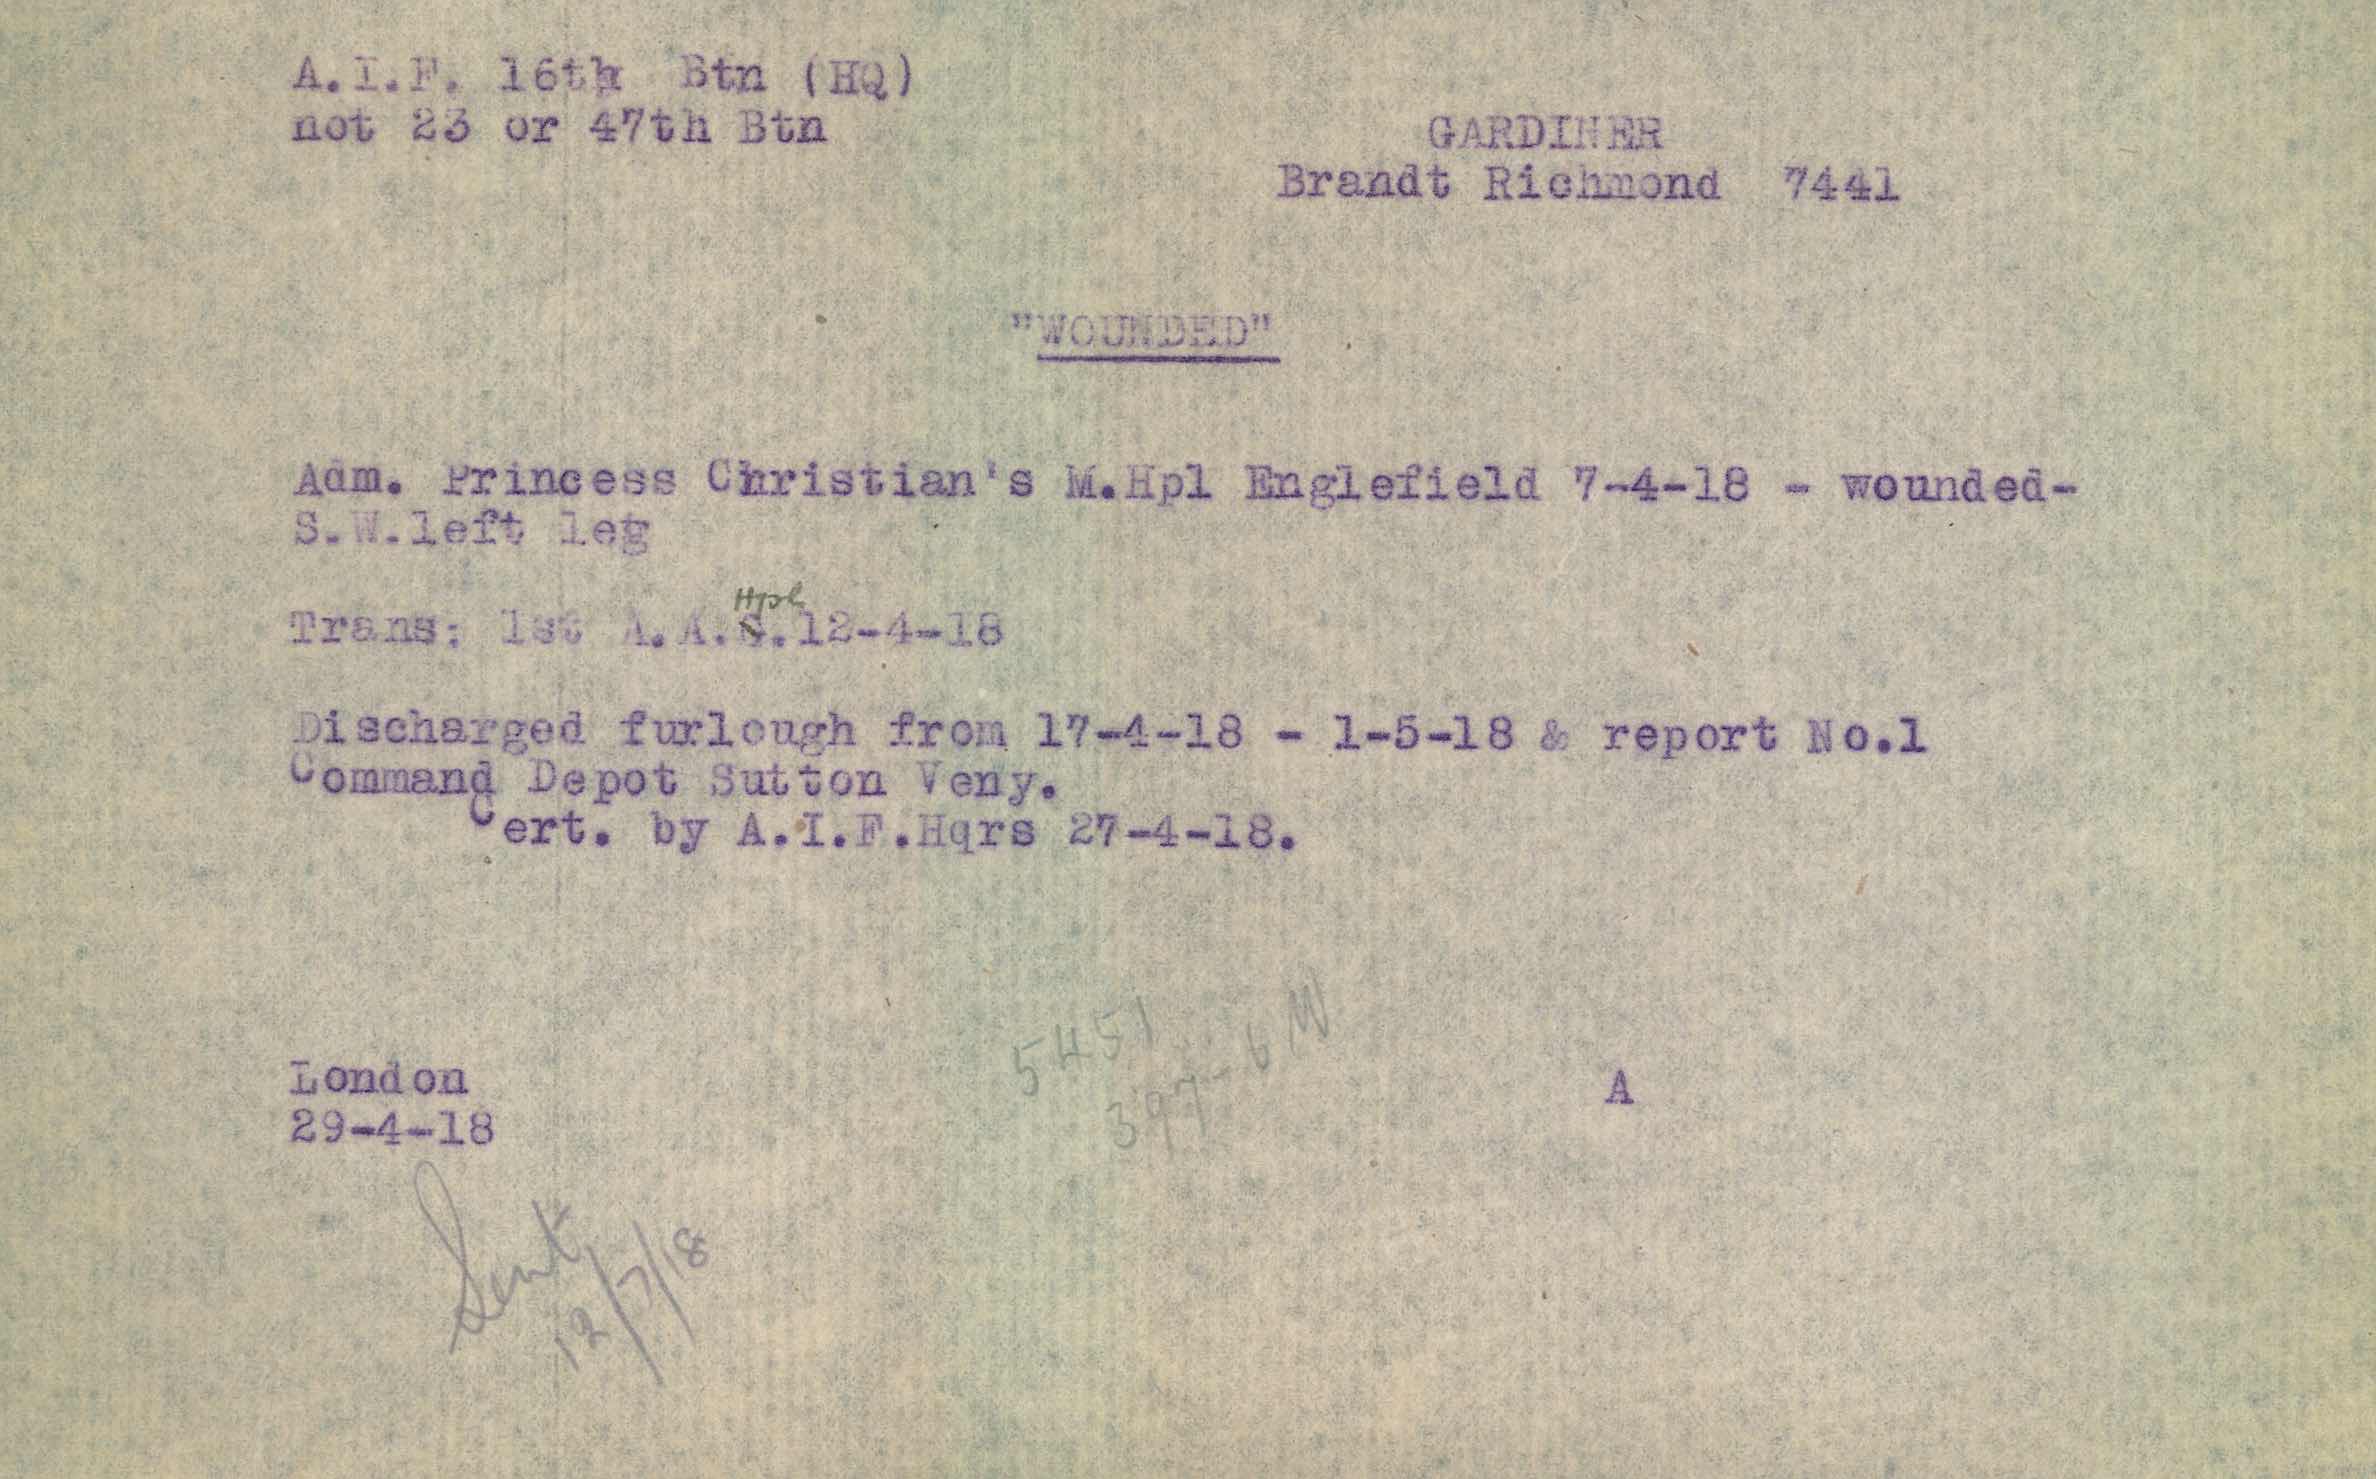 A.I.F. 16th Btn (HQ)
not 23 or 47th Btn
GARDINER
Brandt Richmond 7441
"WOUNDED"
Adm. Princess Christian's M.Hpl Englefield 7-4-18 - wounded-
S.W.left leg
Hpl
Trans: 1st A.A.S.12-4-18
Discharged furlough from 17-4-18 - 1-5-18 & report No.1
Command Depot Sutton Veny.
Cert. by A.I.F.Hqrs 27-4-18.
5451
397-6 W
London
29-4-18
A
Sent
12/7/18